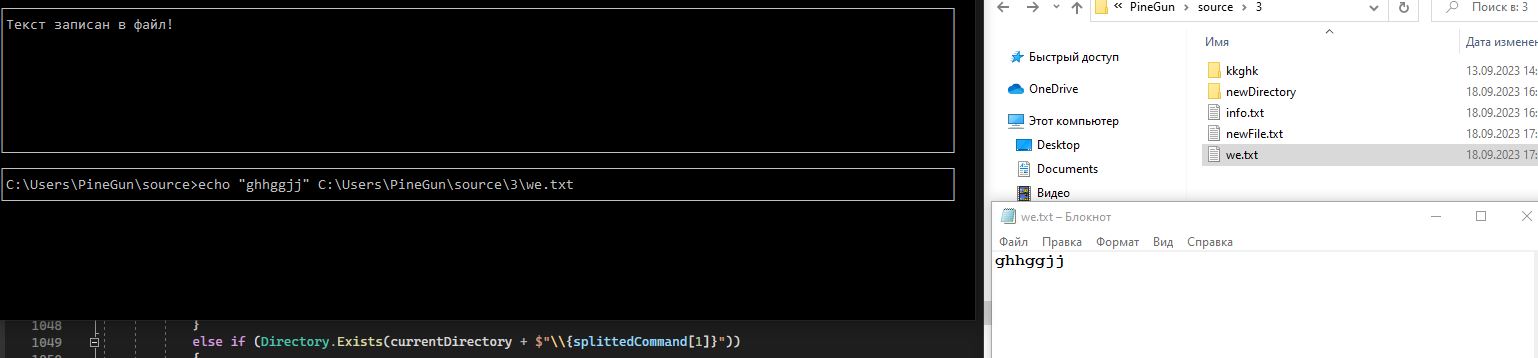 Текст записан в файл!
C:\Users\PineGun\source>echo "ghhggjj" C:\Users\PineGun\source\3\we.txt
1048 }
1049 else if (Directory.Exists(currentDirectory + $"\\{splittedCommand[1]}"))
« PineGun > source > 3
Поиск в: 3
Имя
Дата изменен
Быстрый доступ
OneDrive
Этот компьютер
Desktop
Documents
Видео
kkghk 13.09.2023 14:
newDirectory 18.09.2023 16:
info.txt 18.09.2023 16:
newFile.txt 18.09.2023 17:
we.txt 18.09.2023 17:
we.txt – Блокнот
Файл Правка Формат Вид Справка
ghhggjj